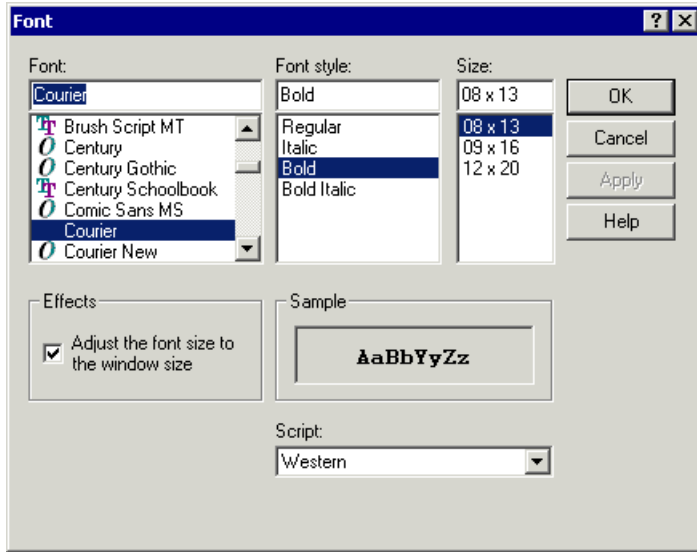 Font
Font:
Courier
Brush Script MT
Century
Century Gothic
Century Schoolbook
Comic Sans MS
Courier
Courier New
Font style:
Bold
Regular
Italic
Bold
Bold Italic
Size:
08 x 13
08 x 13
09 x 16
12 x 20
OK
Cancel
Apply
Help
Effects
Adjust the font size to
the window size
Sample
AaBbYyZz
Script:
Western